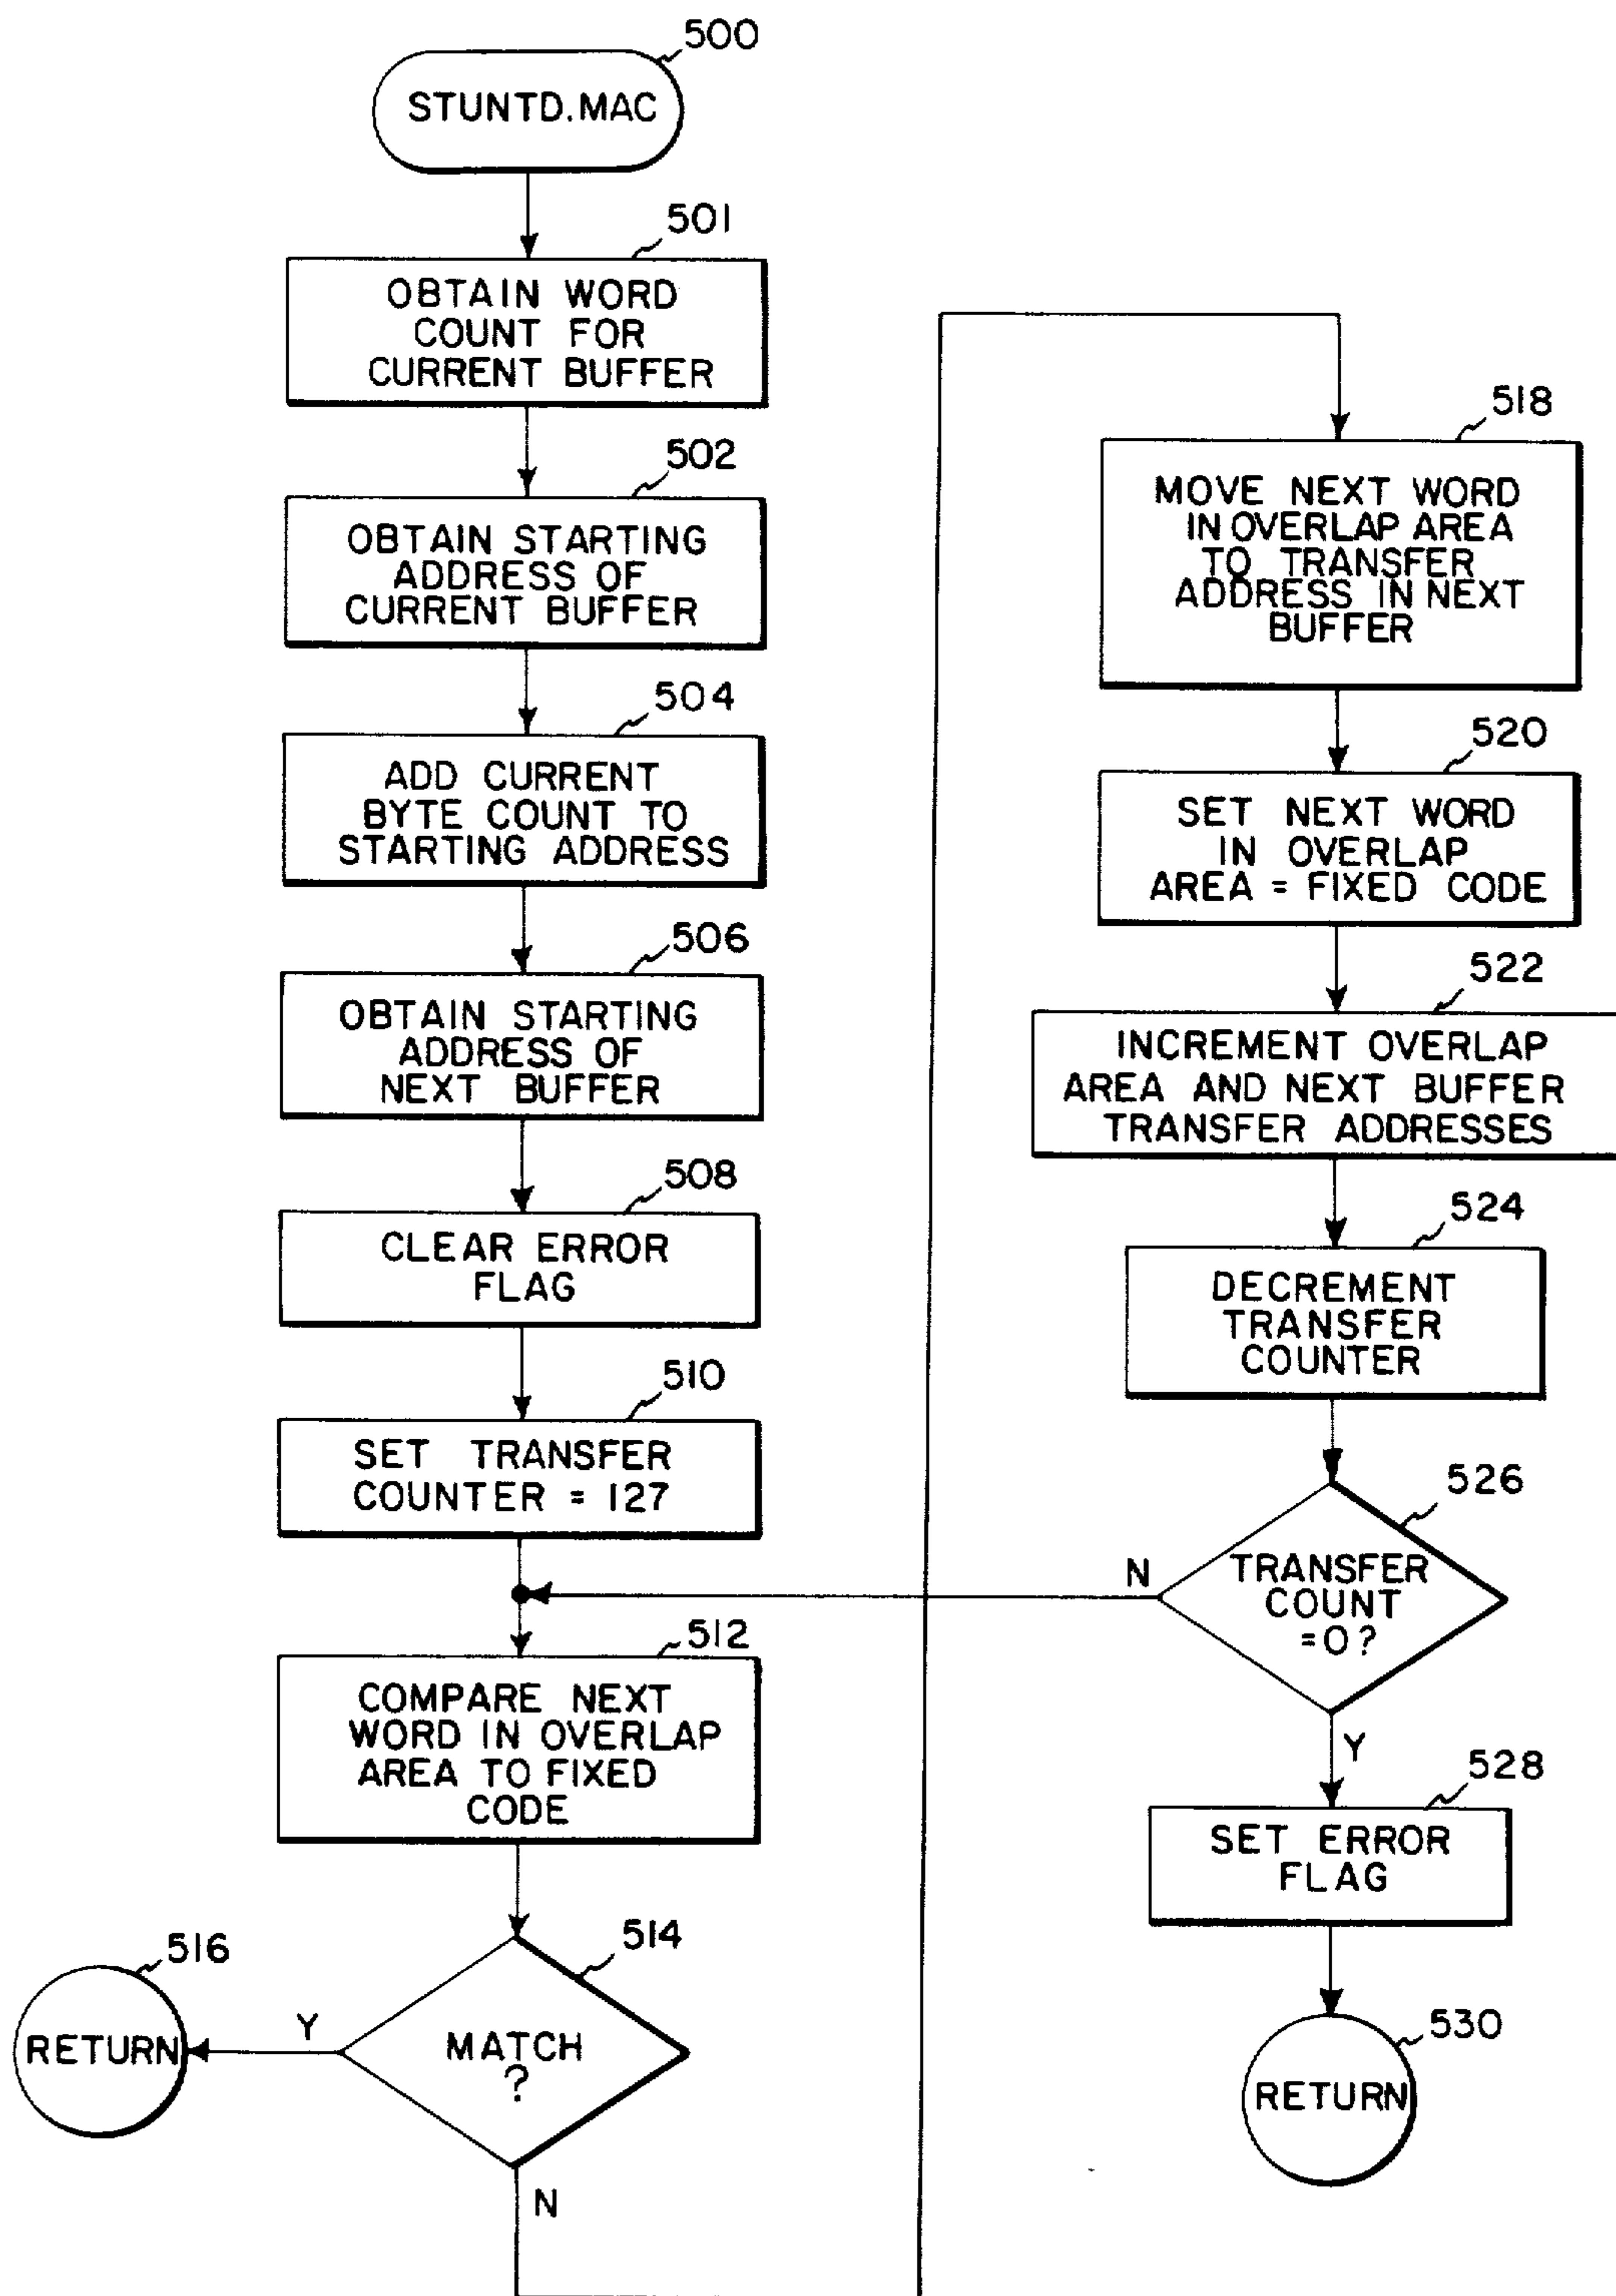 500
STUNTD.MAC
501
OBTAIN WORD
COUNT FOR
CURRENT BUFFER
502
OBTAIN STARTING
ADDRESS OF
CURRENT BUFFER
504
ADD CURRENT
BYTE COUNT TO
STARTING ADDRESS
506
OBTAIN STARTING
ADDRESS OF
NEXT BUFFER
508
CLEAR ERROR
FLAG
510
SET TRANSFER
COUNTER = 127
512
COMPARE NEXT
WORD IN OVERLAP
AREA TO FIXED
CODE
514
MATCH
?
Y
516
RETURN
N
518
MOVE NEXT WORD
IN OVERLAP AREA
TO TRANSFER
ADDRESS IN NEXT
BUFFER
520
SET NEXT WORD
IN OVERLAP
AREA = FIXED CODE
522
INCREMENT OVERLAP
AREA AND NEXT BUFFER
TRANSFER ADDRESSES
524
DECREMENT
TRANSFER
COUNTER
526
TRANSFER
COUNT
=0?
N
Y
528
SET ERROR
FLAG
530
RETURN